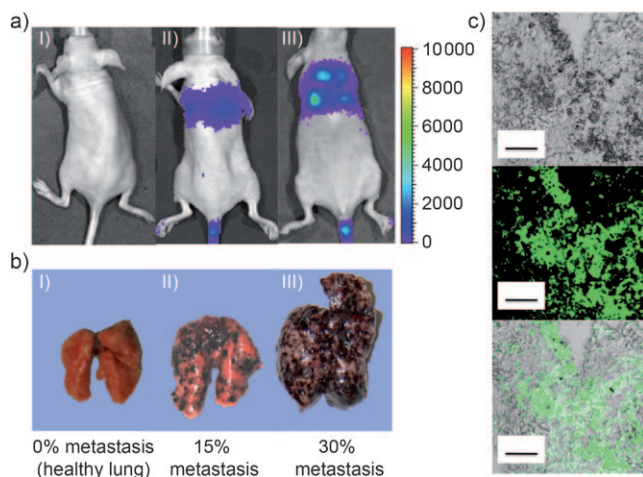 a)
I)
II)
III)
10000
8000
6000
4000
2000
0
b)
I)
II)
III)
0% metastasis
(healthy lung)
15%
metastasis
30%
metastasis
c)